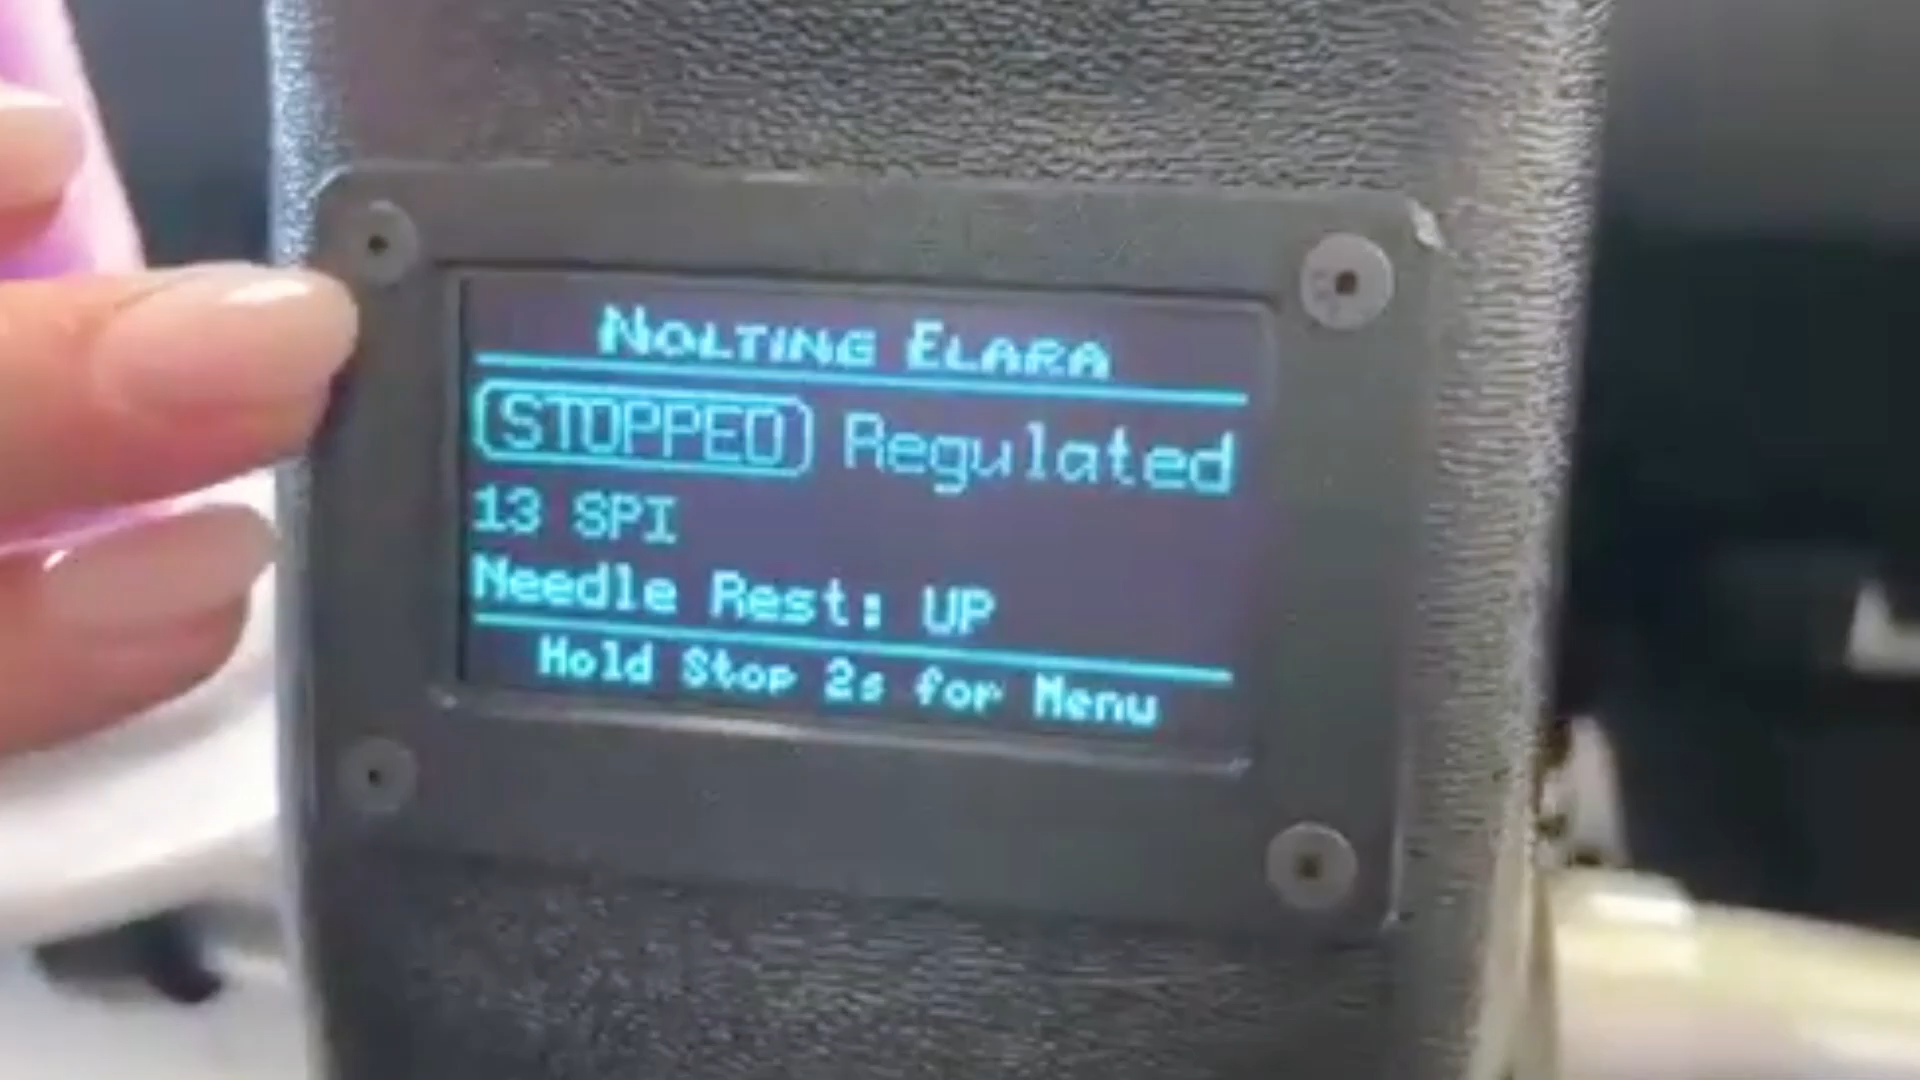 NOLTING ELARA
STOPPED Regulated
13 SPI
Needle Rest: UP
Hold Stop 2s for Menu